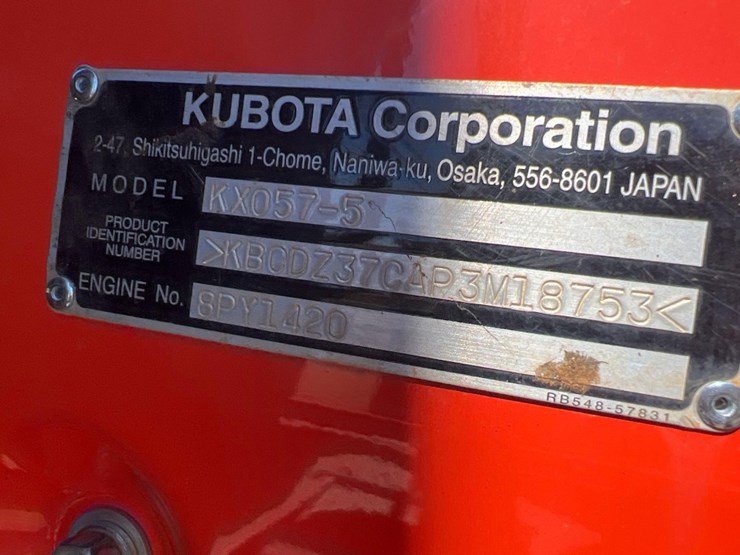 KUBOTA Corporation
2-47, Shikitsuhigashi 1-Chome, Naniwa-ku, Osaka, 556-8601 JAPAN
MODEL KX057-5
PRODUCT IDENTIFICATION NUMBER >KBCDZ37CAP3M18753<
ENGINE No. 8PY1420
RB548-57831